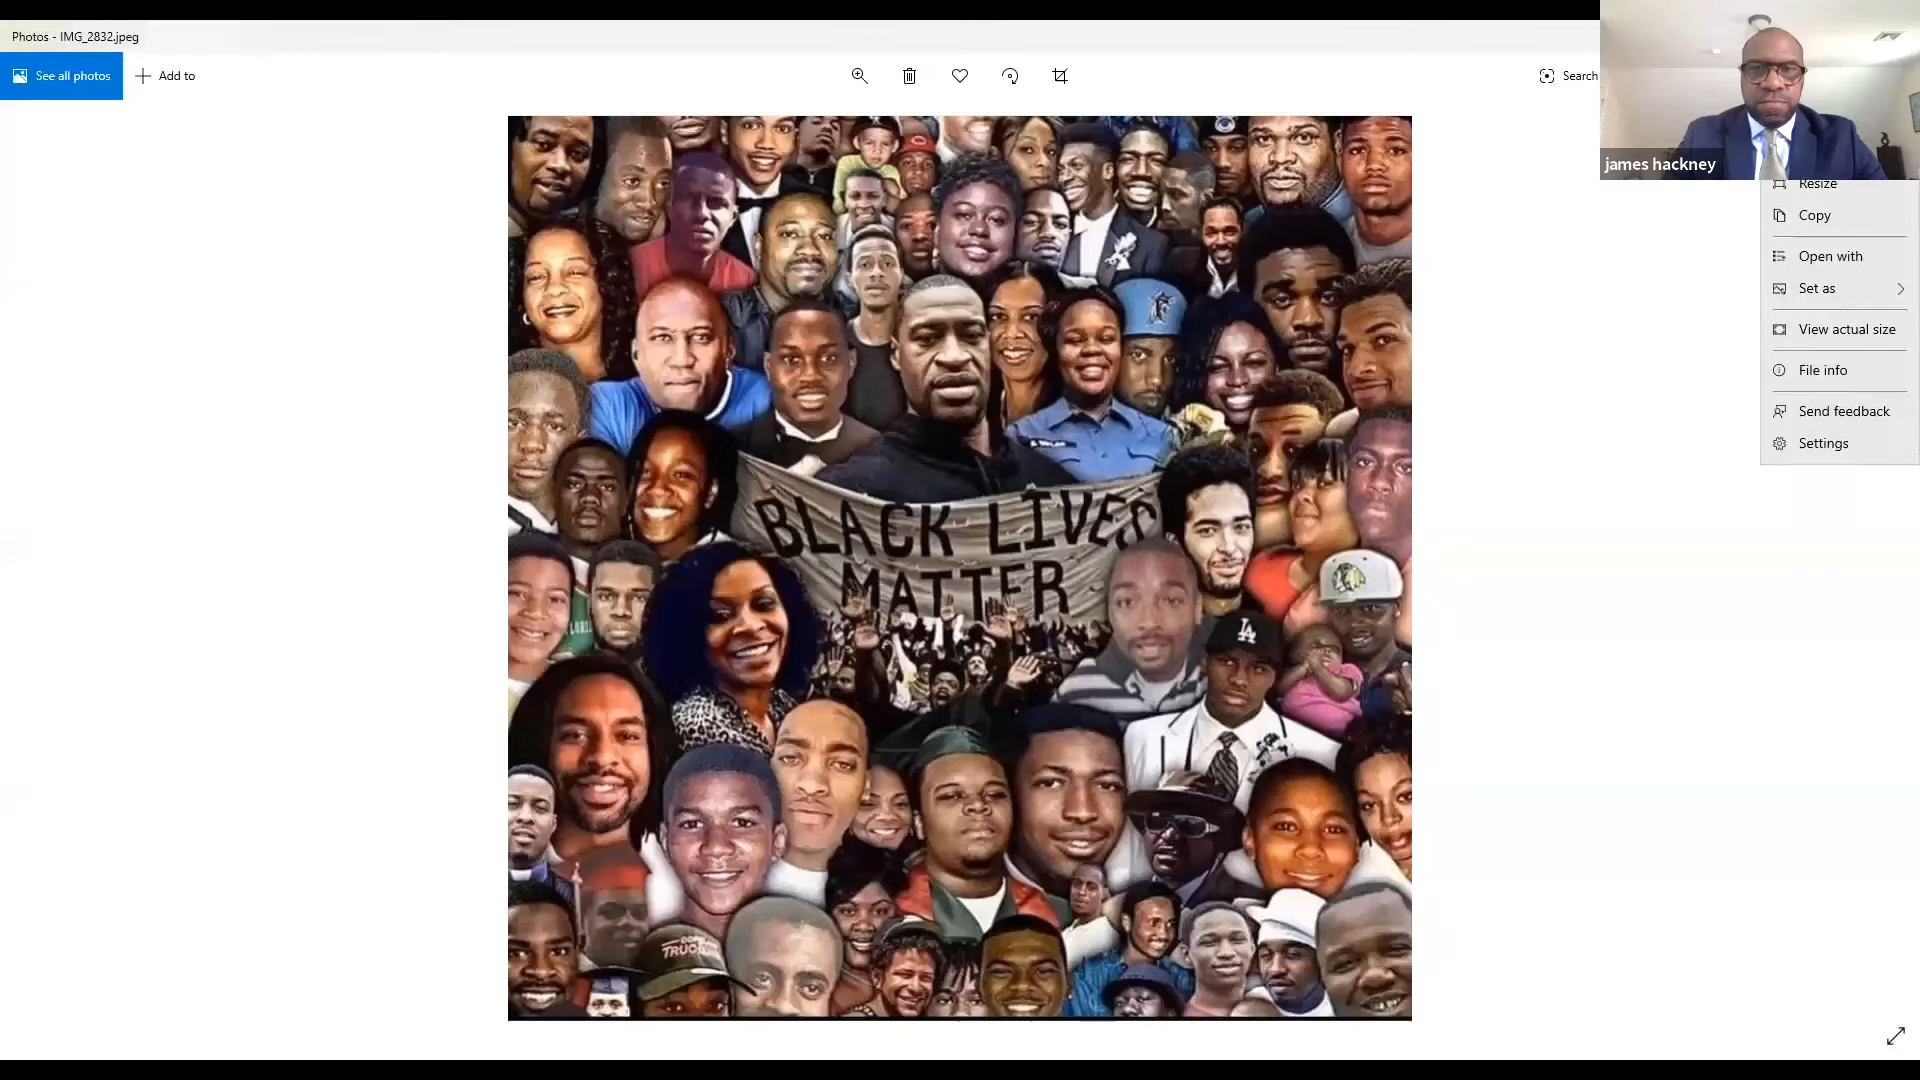 Photos - IMG_2832.jpeg
See all photos
Add to
Search
james hackney
Resize
Copy
Open with
Set as
View actual size
File info
Send feedback
Settings
BLACK LIVES
MATTER
LA
TRUCK